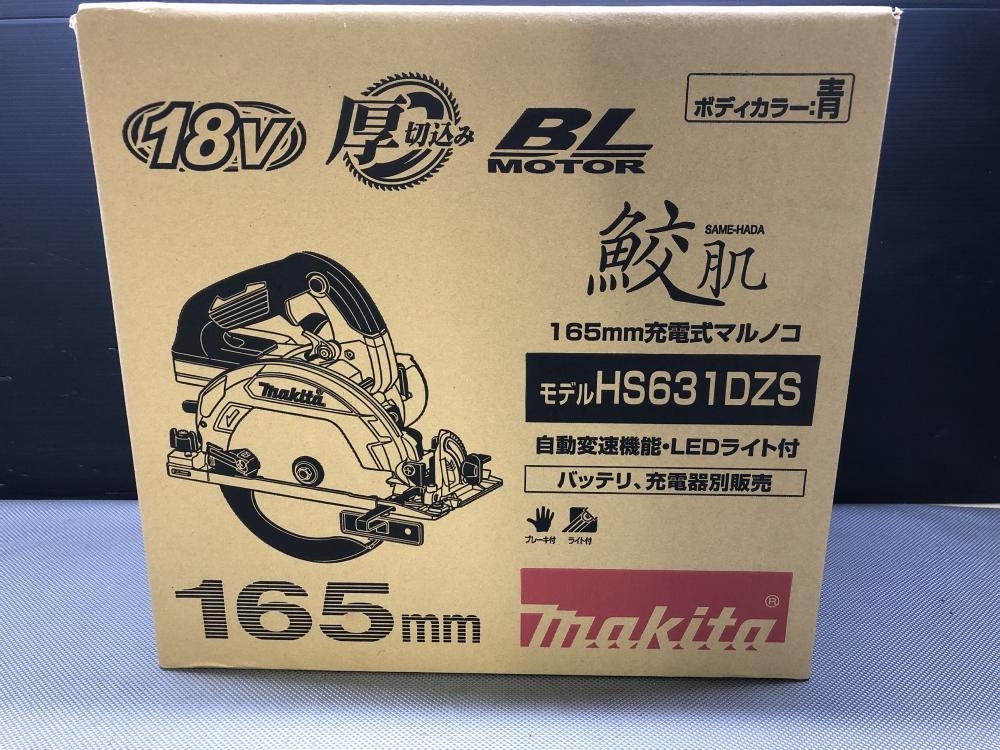 18V
厚切込み
BL
MOTOR
ボディカラー:青
鮫肌
SAME-HADA
165mm充電式マルノコ
モデルHS631DZS
自動変速機能・LEDライト付
バッテリ、充電器別販売
ブレーキ付 ライト付
makita
165mm
makita®